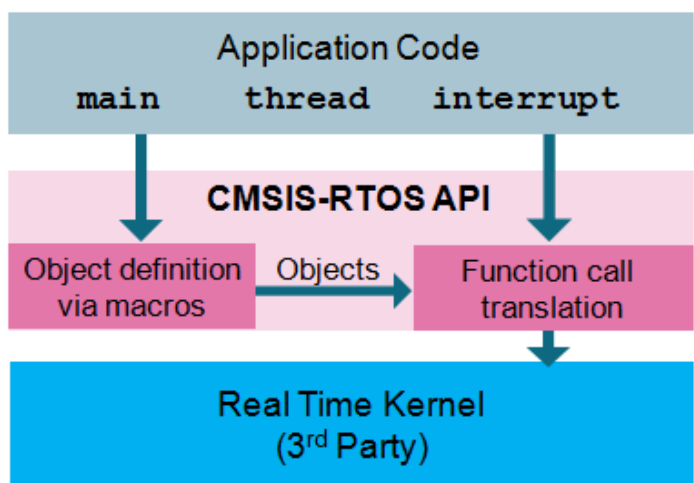 Application Code
main thread interrupt
CMSIS-RTOS API
Object definition
via macros
Objects
Function call
translation
Real Time Kernel
(3rd Party)